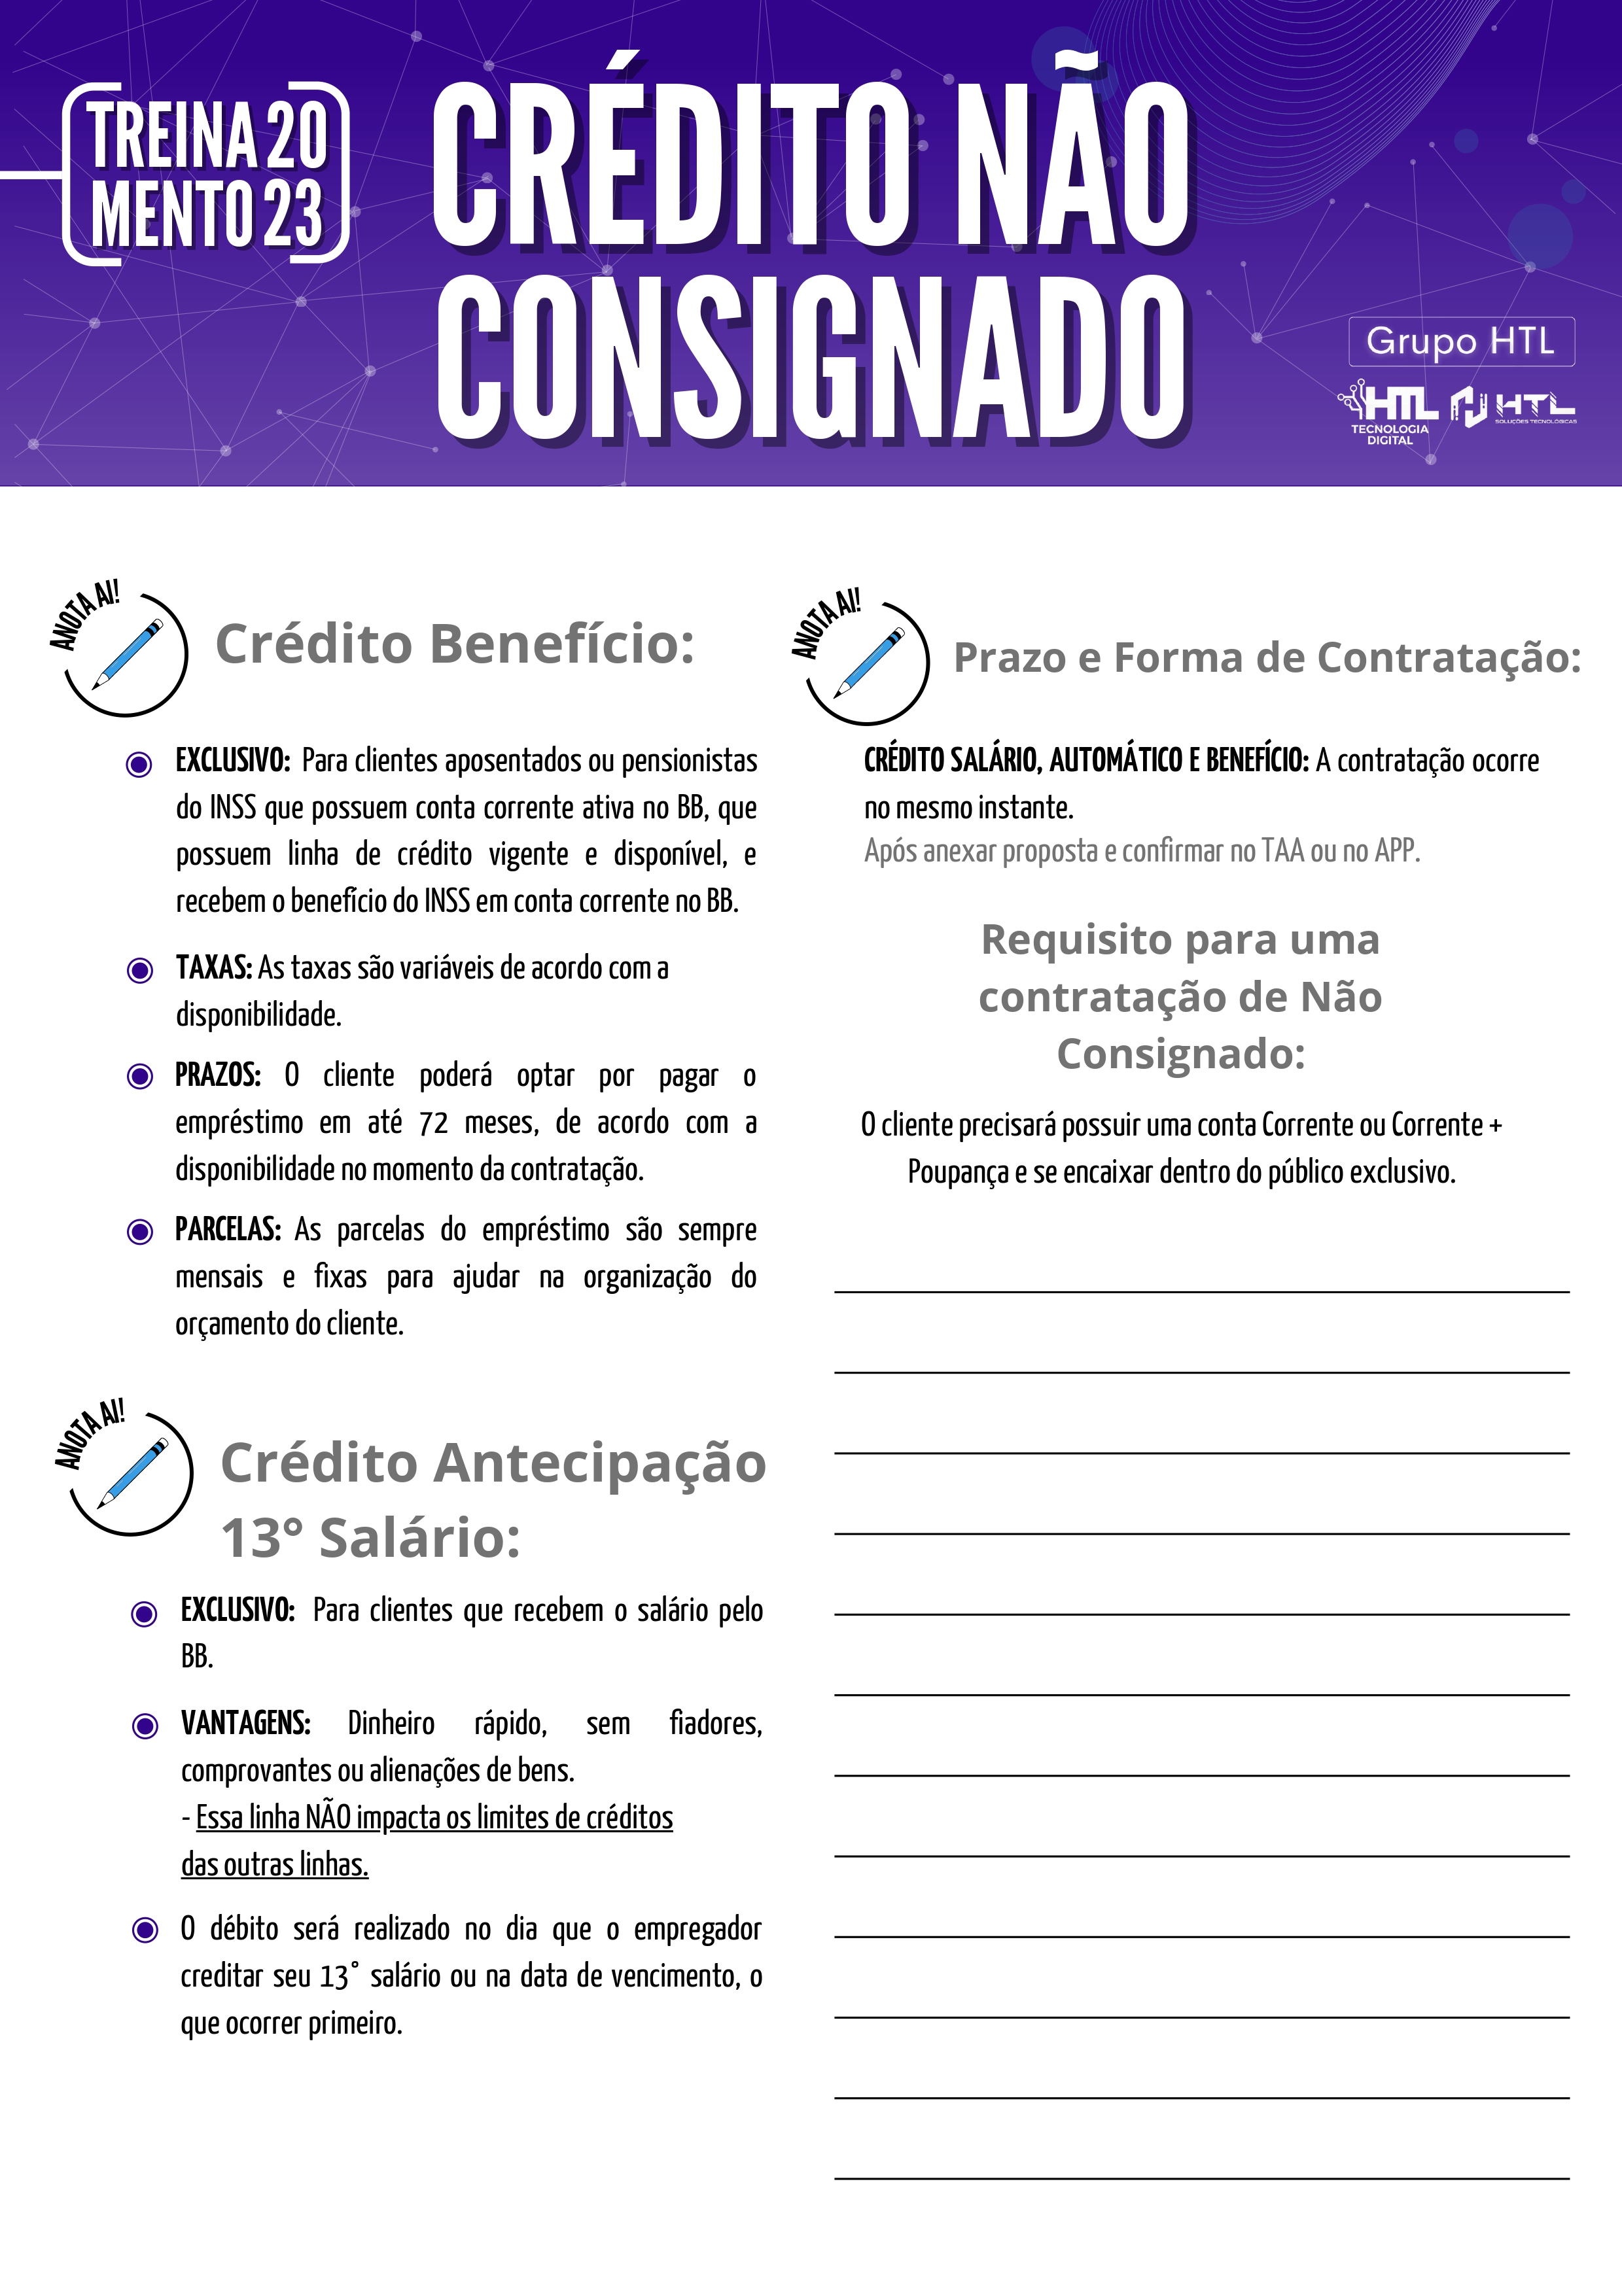 TREINA 20
MENTO 23
CRÉDITO NÃO
CONSIGNADO
Grupo HTL
HTL
TECNOLOGIA
DIGITAL
HTL
SOLUÇÕES TECNOLÓGICAS
ANOTA AI!
Crédito Benefício:
EXCLUSIVO: Para clientes aposentados ou pensionistas
do INSS que possuem conta corrente ativa no BB, que
possuem linha de crédito vigente e disponível, e
recebem o benefício do INSS em conta corrente no BB.
TAXAS: As taxas são variáveis de acordo com a
disponibilidade.
PRAZOS: O cliente poderá optar por pagar o
empréstimo em até 72 meses, de acordo com a
disponibilidade no momento da contratação.
PARCELAS: As parcelas do empréstimo são sempre
mensais e fixas para ajudar na organização do
orçamento do cliente.
ANOTA AI!
Crédito Antecipação
13° Salário:
EXCLUSIVO: Para clientes que recebem o salário pelo
BB.
VANTAGENS: Dinheiro rápido, sem fiadores,
comprovantes ou alienações de bens.
- Essa linha NÃO impacta os limites de créditos
das outras linhas.
O débito será realizado no dia que o empregador
creditar seu 13° salário ou na data de vencimento, o
que ocorrer primeiro.
ANOTA AI!
Prazo e Forma de Contratação:
CRÉDITO SALÁRIO, AUTOMÁTICO E BENEFÍCIO: A contratação ocorre
no mesmo instante.
Após anexar proposta e confirmar no TAA ou no APP.
Requisito para uma
contratação de Não
Consignado:
O cliente precisará possuir uma conta Corrente ou Corrente +
Poupança e se encaixar dentro do público exclusivo.